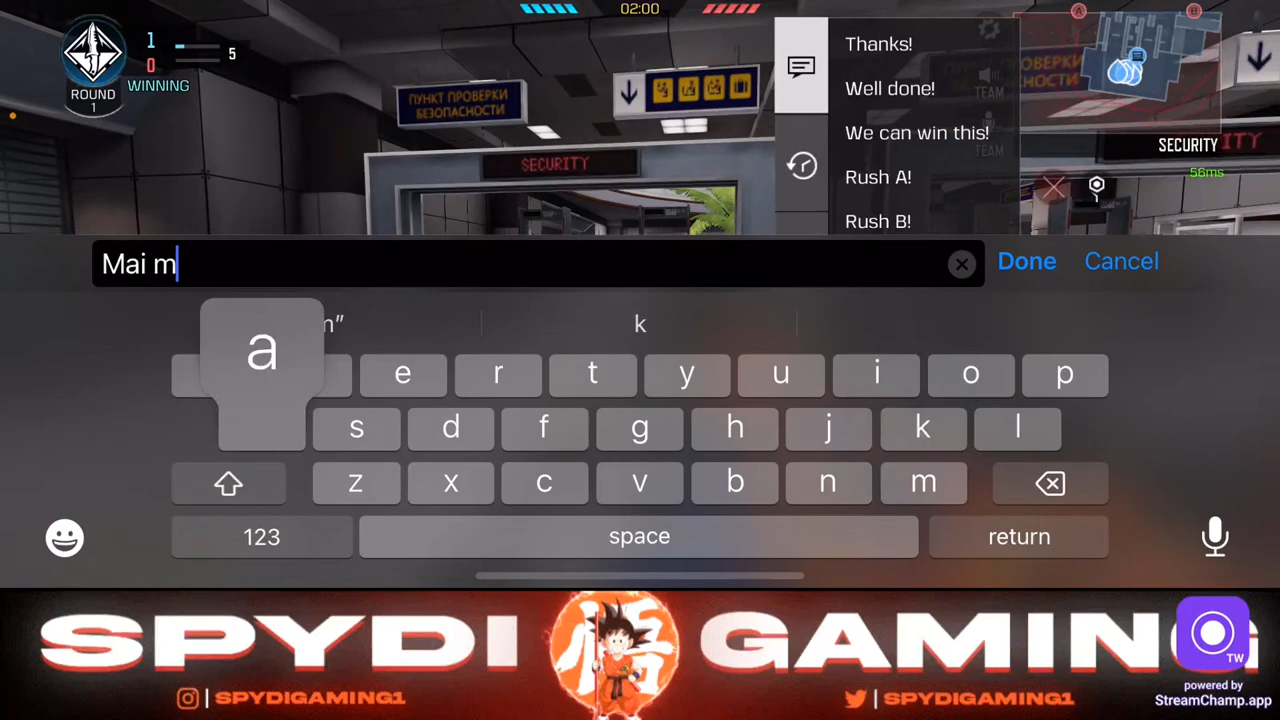 02:00
1
0
5
WINNING
ROUND
1
ПУНКТ ПРОВЕРКИ
БЕЗОПАСНОСТИ
SECURITY
Thanks!
Well done!
We can win this!
Rush A!
Rush B!
TEAM
TEAM
A
B
SECURITY
56ms
1
Mai m
Done
Cancel
k
a
e r t y u i o p
s d f g h j k l
z x c v b n m
123
space
return
SPYDI GAMING
SPYDIGAMING1
SPYDIGAMING1
TW
powered by
StreamChamp.app